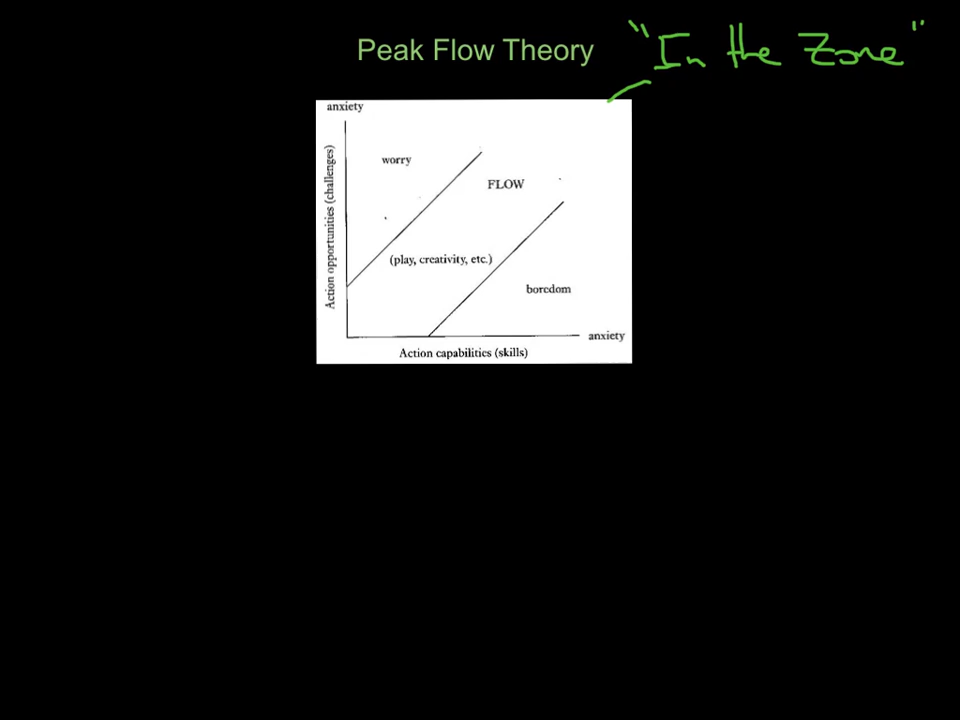 Peak Flow Theory
"In the Zone"
anxiety
worry
FLOW
Action opportunities (challenges)
(play, creativity, etc.)
boredom
anxiety
Action capabilities (skills)